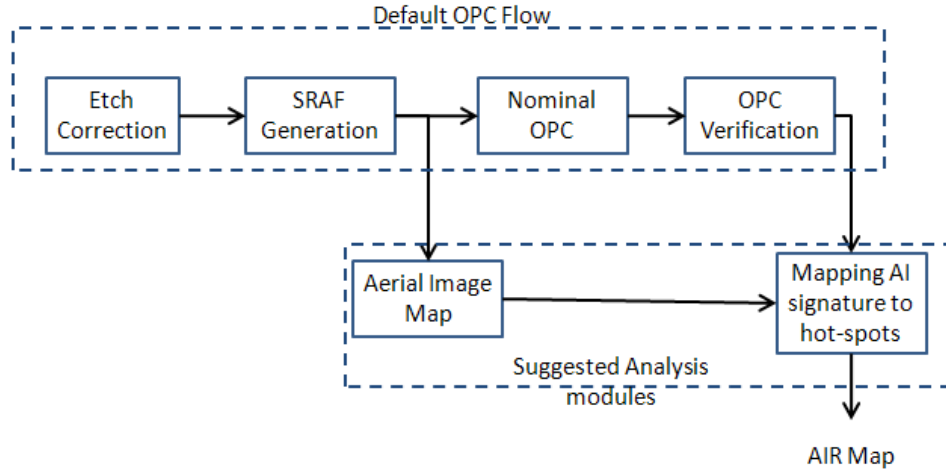 Default OPC Flow
Etch
Correction
SRAF
Generation
Nominal
OPC
OPC
Verification
Aerial Image
Map
Mapping AI
signature to
hot-spots
Suggested Analysis
modules
AIR Map